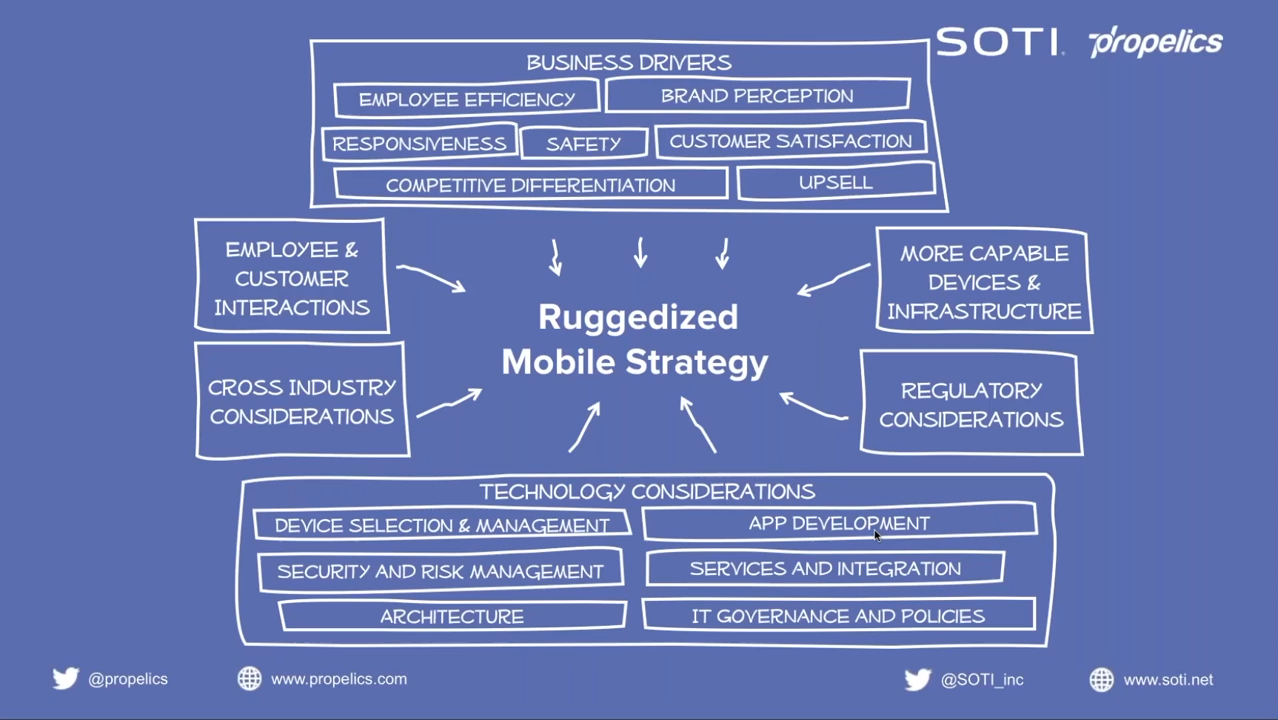 SOTI propelics
BUSINESS DRIVERS
EMPLOYEE EFFICIENCY
BRAND PERCEPTION
RESPONSIVENESS
SAFETY
CUSTOMER SATISFACTION
COMPETITIVE DIFFERENTIATION
UPSELL
EMPLOYEE &
CUSTOMER
INTERACTIONS
MORE CAPABLE
DEVICES &
INFRASTRUCTURE
Ruggedized
Mobile Strategy
CROSS INDUSTRY
CONSIDERATIONS
REGULATORY
CONSIDERATIONS
TECHNOLOGY CONSIDERATIONS
DEVICE SELECTION & MANAGEMENT
APP DEVELOPMENT
SECURITY AND RISK MANAGEMENT
SERVICES AND INTEGRATION
ARCHITECTURE
IT GOVERNANCE AND POLICIES
@propelics
www.propelics.com
@SOTI_inc
www.soti.net